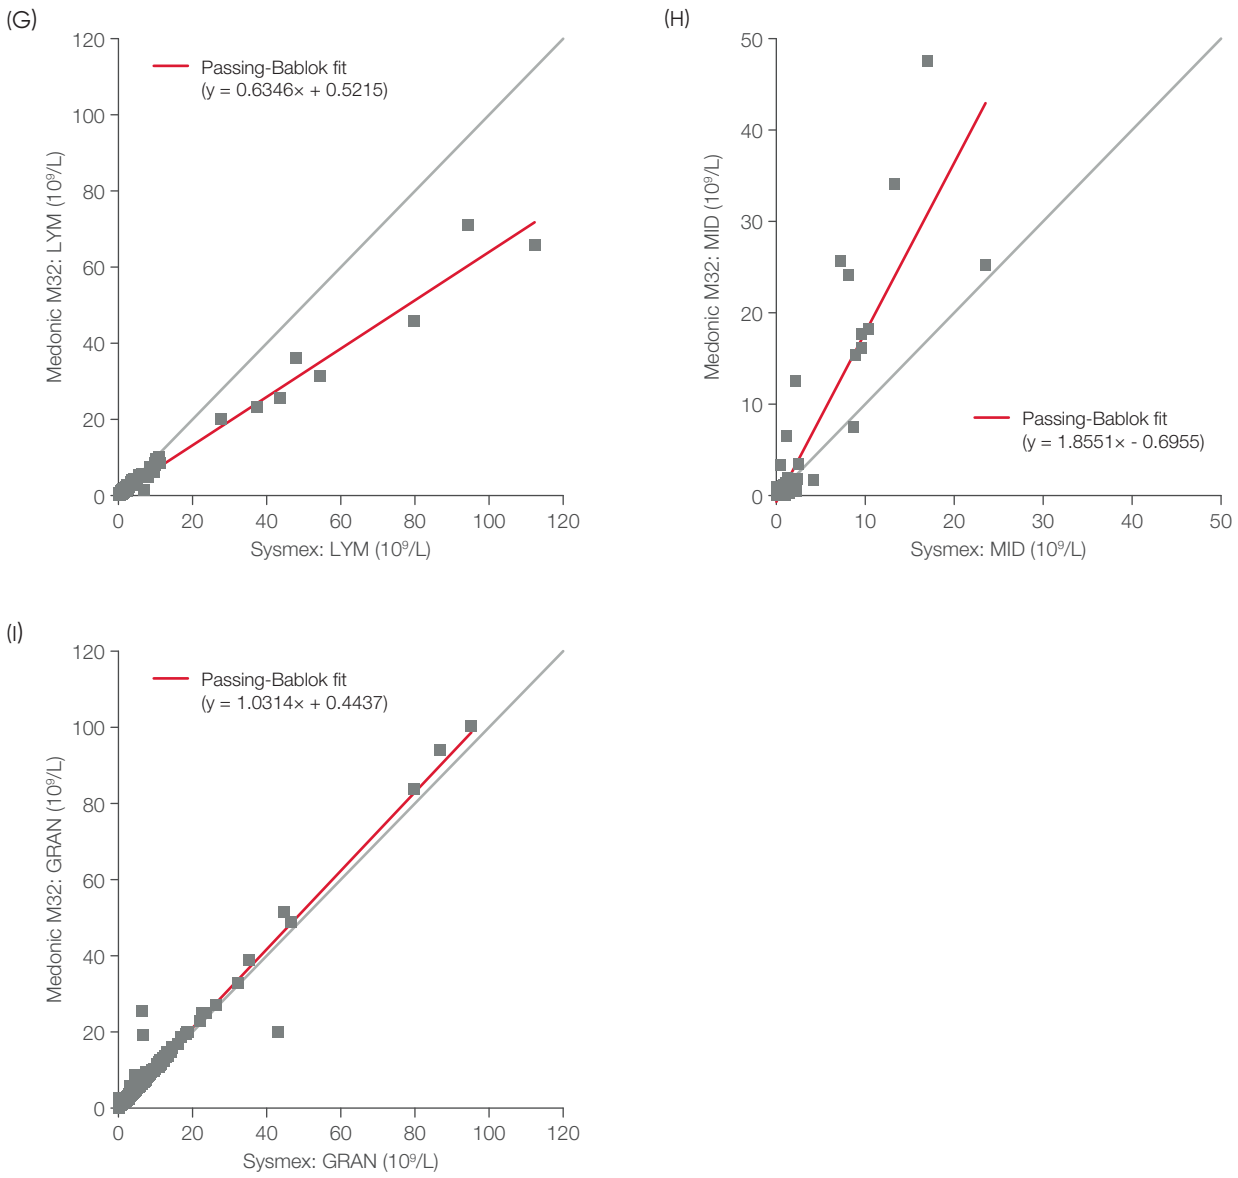 (G)
120
100
80
60
40
20
0
Medonic M32: LYM (10⁹/L)
Passing-Bablok fit
(y = 0.6346× + 0.5215)
0 20 40 60 80 100 120
Sysmex: LYM (10⁹/L)
(H)
50
40
30
20
10
0
Medonic M32: MID (10⁹/L)
Passing-Bablok fit
(y = 1.8551× - 0.6955)
0 10 20 30 40 50
Sysmex: MID (10⁹/L)
(I)
120
100
80
60
40
20
0
Medonic M32: GRAN (10⁹/L)
Passing-Bablok fit
(y = 1.0314× + 0.4437)
0 20 40 60 80 100 120
Sysmex: GRAN (10⁹/L)